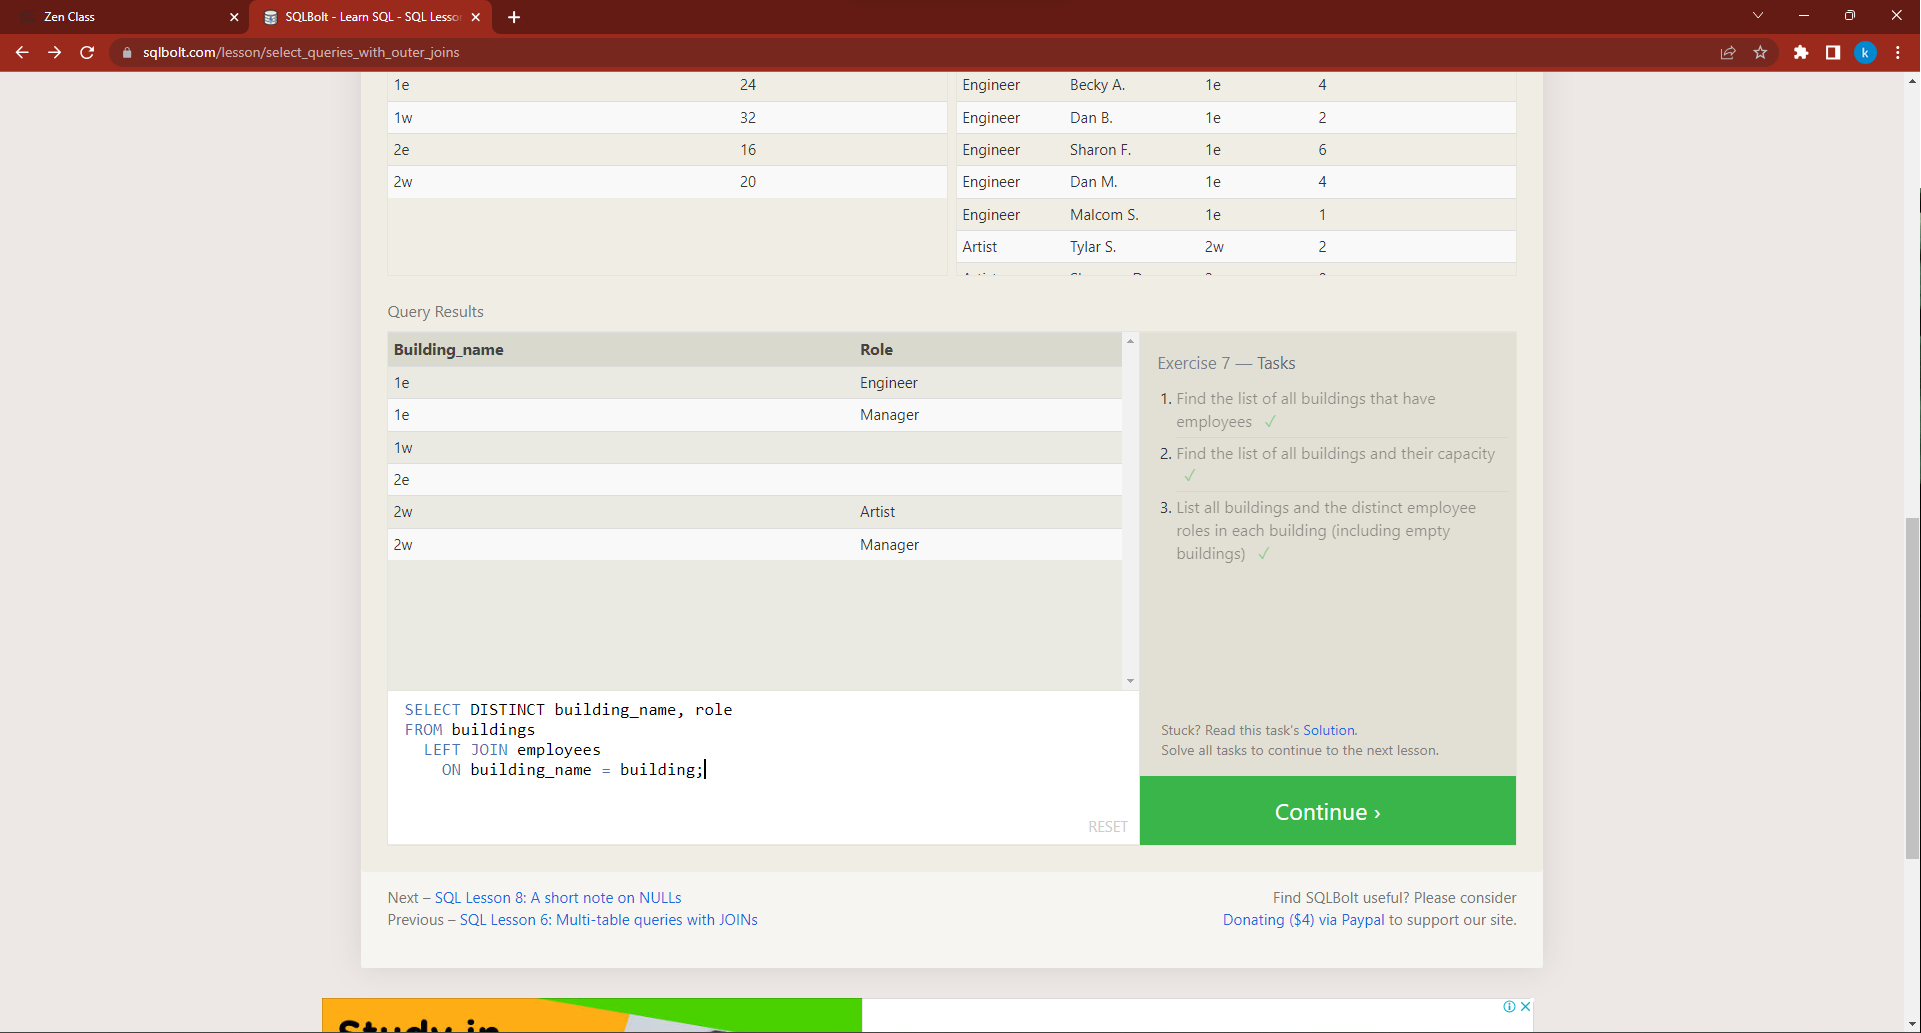 Zen Class
SQLBolt - Learn SQL - SQL Lesso
sqlbolt.com/lesson/select_queries_with_outer_joins
k
1e 24
1w 32
2e 16
2w 20
Engineer Becky A. 1e 4
Engineer Dan B. 1e 2
Engineer Sharon F. 1e 6
Engineer Dan M. 1e 4
Engineer Malcom S. 1e 1
Artist Tylar S. 2w 2
Query Results
Building_name Role
1e Engineer
1e Manager
1w
2e
2w Artist
2w Manager
Exercise 7 — Tasks
1. Find the list of all buildings that have
employees ✓
2. Find the list of all buildings and their capacity
✓
3. List all buildings and the distinct employee
roles in each building (including empty
buildings) ✓
SELECT DISTINCT building_name, role
FROM buildings
LEFT JOIN employees
ON building_name = building;
RESET
Stuck? Read this task's Solution.
Solve all tasks to continue to the next lesson.
Continue ›
Next – SQL Lesson 8: A short note on NULLs
Previous – SQL Lesson 6: Multi-table queries with JOINs
Find SQLBolt useful? Please consider
Donating ($4) via Paypal to support our site.
Study in